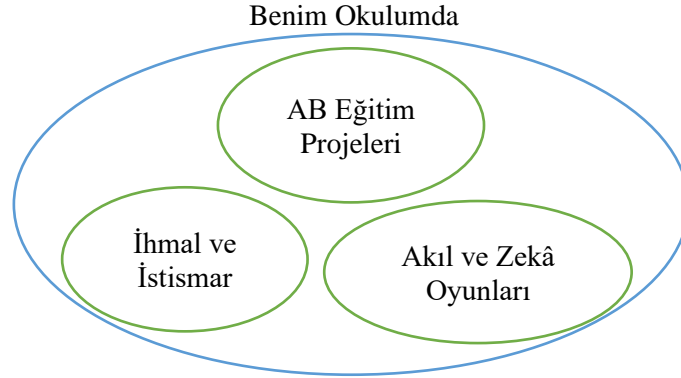 Benim Okulumda
AB Eğitim
Projeleri
İhmal ve
İstismar
Akıl ve Zekâ
Oyunları